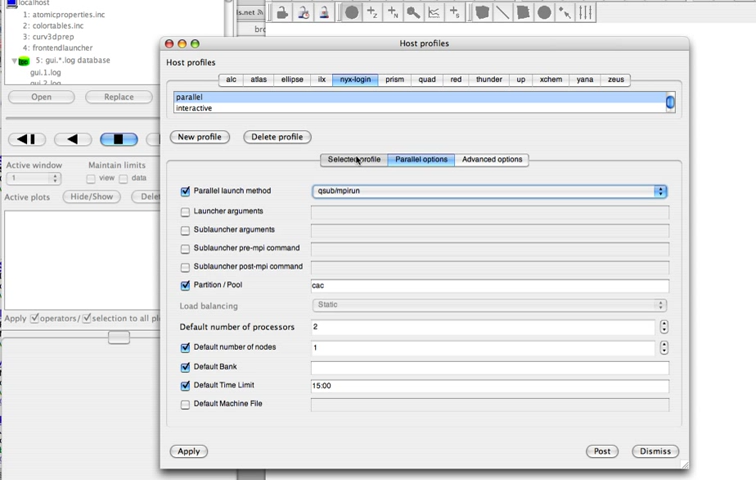 localhost
1: atomicproperties.inc
2: colortables.inc
3: curv3dprep
4: frontendlauncher
5: gui.*.log database
gui.1.log
gui.2.log
Open Replace
Active window Maintain limits
1 view data
Active plots Hide/Show
Apply operators/ selection to all
Host profiles
Host profiles
alc atlas ellipse ilx nyx-login prism quad red thunder up xchem yana zeus
parallel
interactive
New profile Delete profile
Selected profile Parallel options Advanced options
Parallel launch method qsub/mpirun
Launcher arguments
Sublauncher arguments
Sublauncher pre-mpi command
Sublauncher post-mpi command
Partition / Pool cac
Load balancing Static
Default number of processors 2
Default number of nodes 1
Default Bank
Default Time Limit 15:00
Default Machine File
Apply Post Dismiss